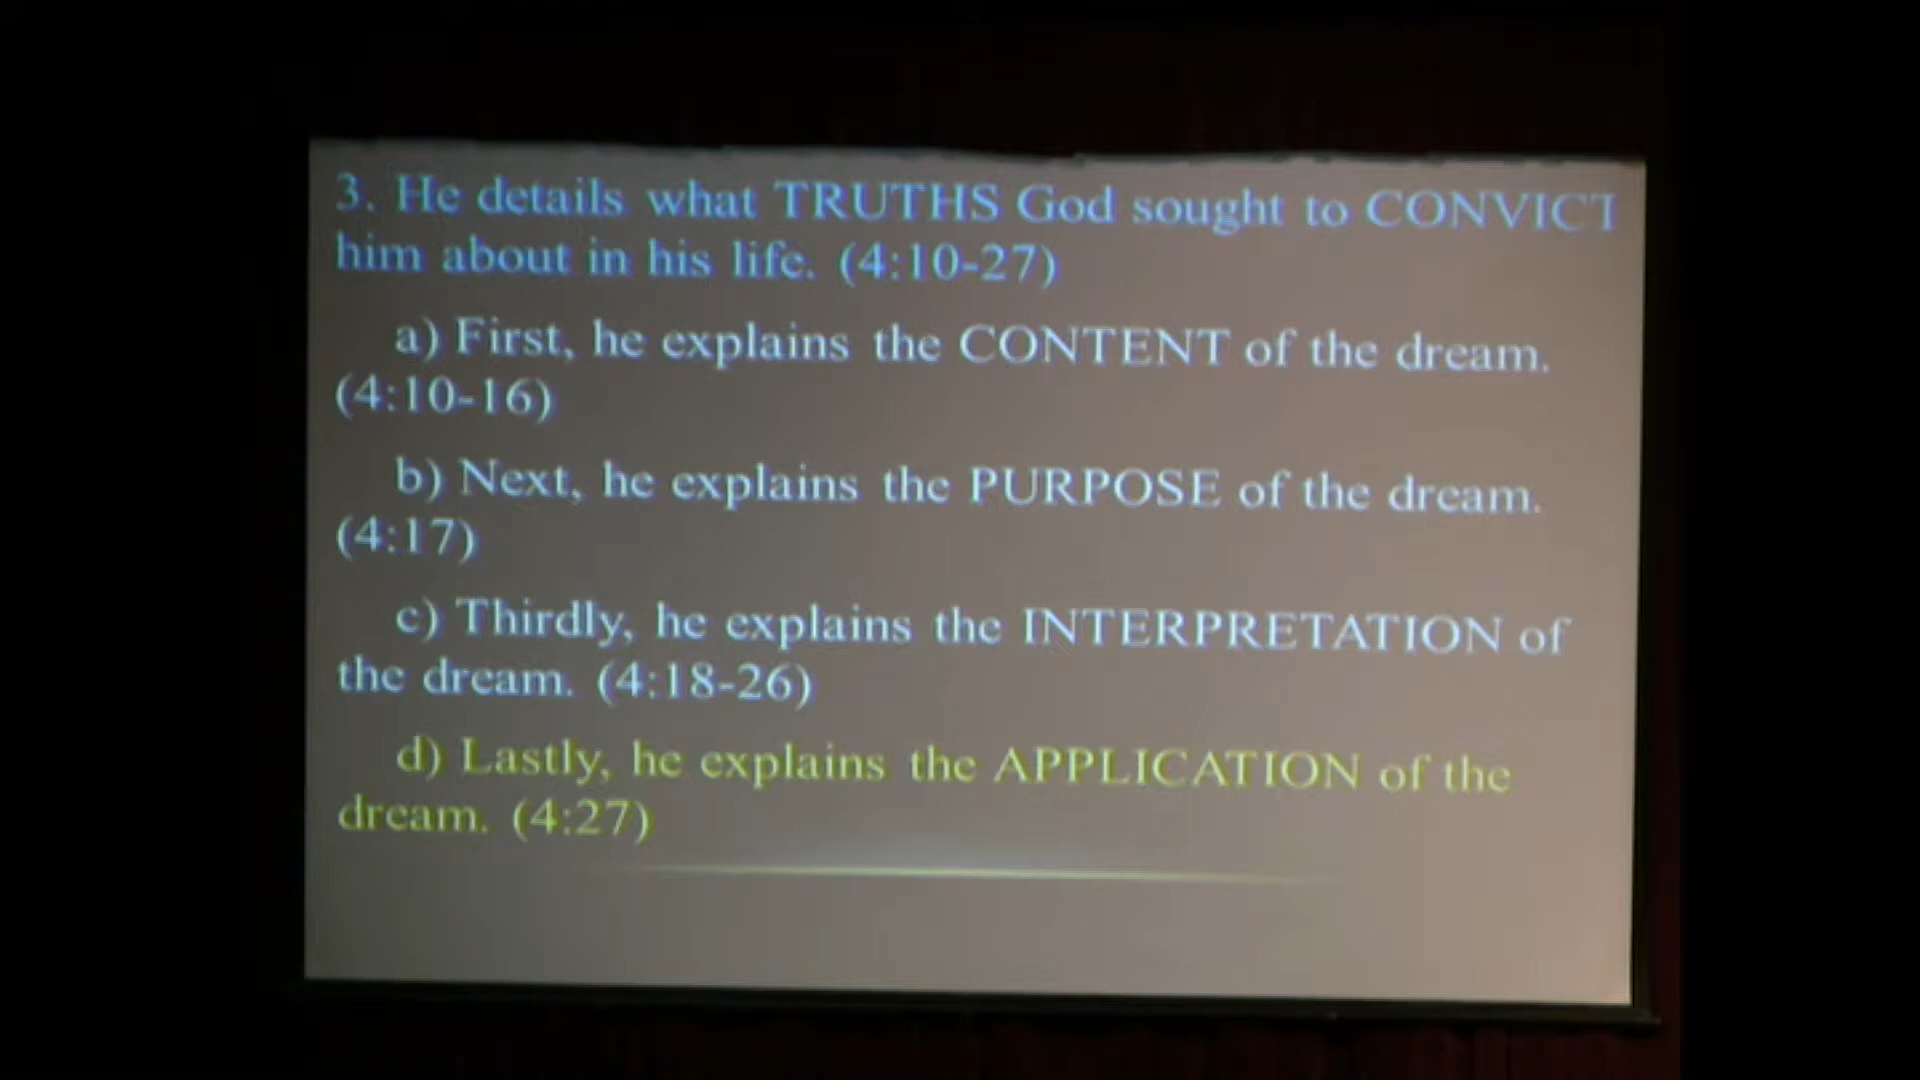 3. He details what TRUTHS God sought to CONVICT
him about in his life. (4:10-27)
a) First, he explains the CONTENT of the dream.
(4:10-16)
b) Next, he explains the PURPOSE of the dream.
(4:17)
c) Thirdly, he explains the INTERPRETATION of
the dream. (4:18-26)
d) Lastly, he explains the APPLICATION of the
dream. (4:27)